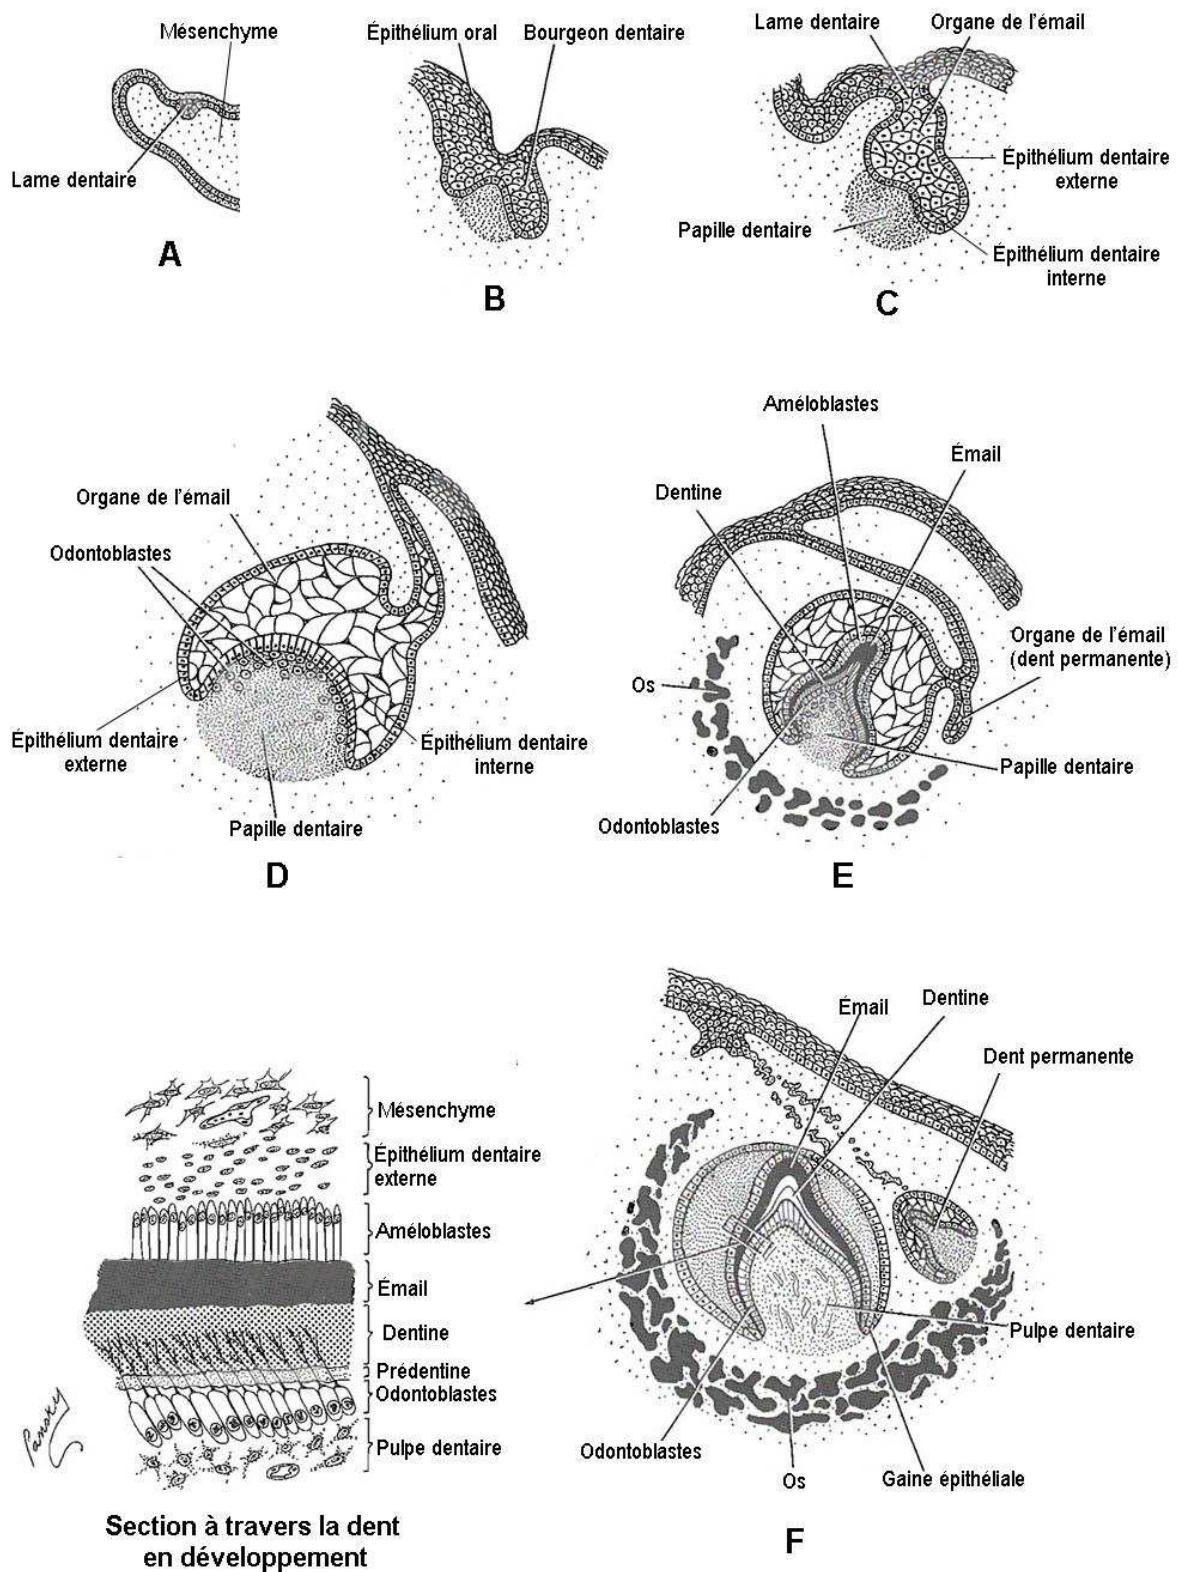 Mésenchyme
Lame dentaire
A
Épithélium oral
Bourgeon dentaire
B
Lame dentaire
Organe de l'émail
Épithélium dentaire
externe
Papille dentaire
Épithélium dentaire
interne
C
Organe de l'émail
Odontoblastes
Épithélium dentaire
externe
Épithélium dentaire
interne
Papille dentaire
D
Améloblastes
Émail
Dentine
Organe de l'émail
(dent permanente)
Os
Papille dentaire
Odontoblastes
E
Mésenchyme
Épithélium dentaire
externe
Améloblastes
Émail
Dentine
Prédentine
Odontoblastes
Pulpe dentaire
Pansky
Section à travers la dent
en développement
Émail
Dentine
Dent permanente
Pulpe dentaire
Odontoblastes
Os
Gaine épithéliale
F